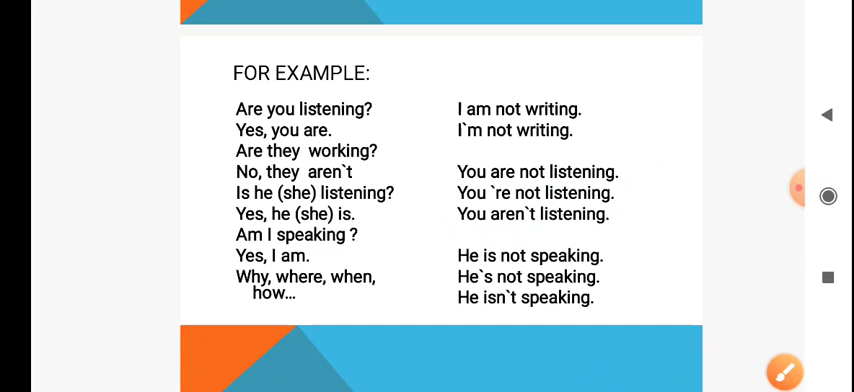 FOR EXAMPLE:
Are you listening?
Yes, you are.
Are they  working?
No, they  aren`t
Is he (she) listening?
Yes, he (she) is.
Am I speaking ?
Yes, I am.
Why, where, when,
how...
I am not writing.
I`m not writing.
You are not listening.
You `re not listening.
You aren`t listening.
He is not speaking.
He`s not speaking.
He isn`t speaking.